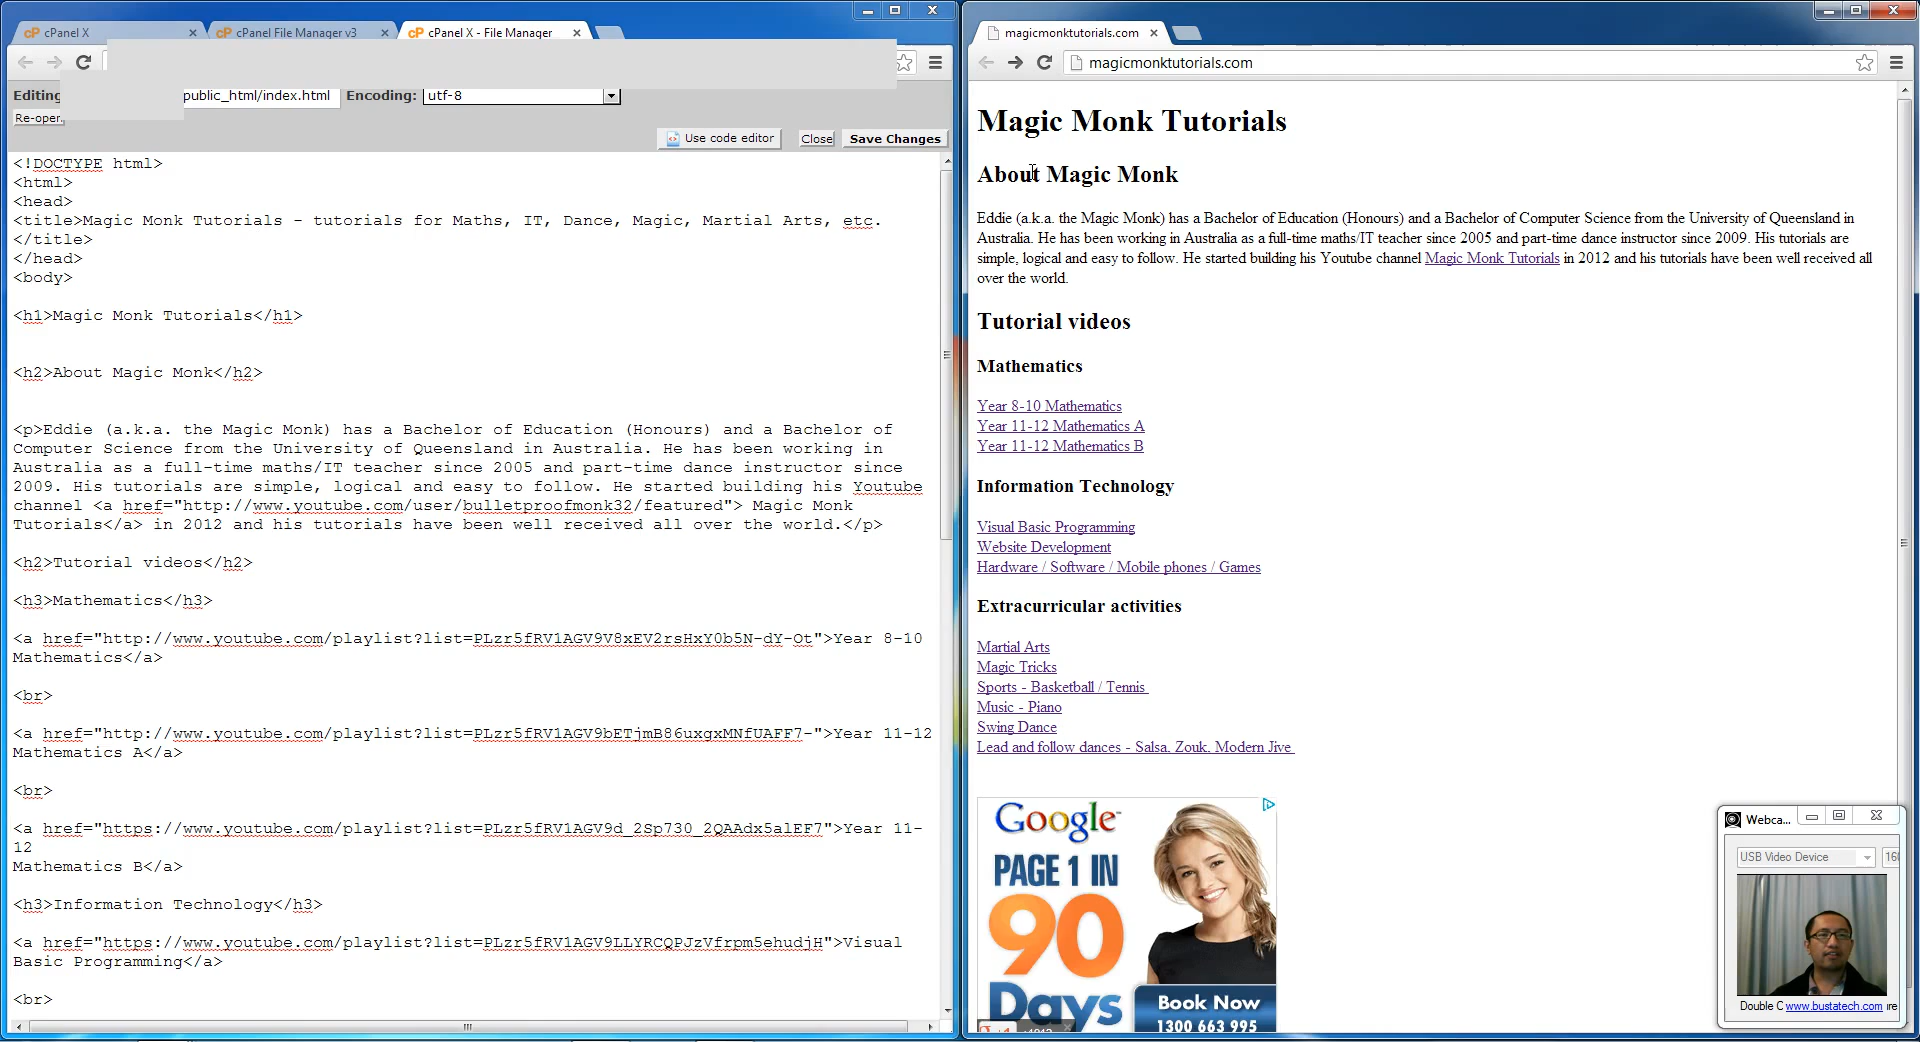 cPanel X
cPanel File Manager v3
cPanel X - File Manager
Editing
public_html/index.html
Encoding:
utf-8
Re-open
Use code editor
Close
Save Changes
<!DOCTYPE html>
<html>
<head>
<title>Magic Monk Tutorials - tutorials for Maths, IT, Dance, Magic, Martial Arts, etc.
</title>
</head>
<body>
<h1>Magic Monk Tutorials</h1>
<h2>About Magic Monk</h2>
<p>Eddie (a.k.a. the Magic Monk) has a Bachelor of Education (Honours) and a Bachelor of
Computer Science from the University of Queensland in Australia. He has been working in
Australia as a full-time maths/IT teacher since 2005 and part-time dance instructor since
2009. His tutorials are simple, logical and easy to follow. He started building his Youtube
channel <a href="http://www.youtube.com/user/bulletproofmonk32/featured"> Magic Monk
Tutorials</a> in 2012 and his tutorials have been well received all over the world.</p>
<h2>Tutorial videos</h2>
<h3>Mathematics</h3>
<a href="http://www.youtube.com/playlist?list=PLzr5fRV1AGV9V8xEV2rsHxY0b5N-dY-Ot">Year 8-10
Mathematics</a>
<br>
<a href="http://www.youtube.com/playlist?list=PLzr5fRV1AGV9bETjmB86uxgxMNfUAFF7-">Year 11-12
Mathematics A</a>
<br>
<a href="https://www.youtube.com/playlist?list=PLzr5fRV1AGV9d_2Sp730_2QAAdx5alEF7">Year 11-
12
Mathematics B</a>
<h3>Information Technology</h3>
<a href="https://www.youtube.com/playlist?list=PLzr5fRV1AGV9LLYRCQPJzVfrpm5ehudjH">Visual
Basic Programming</a>
<br>
magicmonktutorials.com
magicmonktutorials.com
Magic Monk Tutorials
About Magic Monk
Eddie (a.k.a. the Magic Monk) has a Bachelor of Education (Honours) and a Bachelor of Computer Science from the University of Queensland in
Australia. He has been working in Australia as a full-time maths/IT teacher since 2005 and part-time dance instructor since 2009. His tutorials are
simple, logical and easy to follow. He started building his Youtube channel Magic Monk Tutorials in 2012 and his tutorials have been well received all
over the world.
Tutorial videos
Mathematics
Year 8-10 Mathematics
Year 11-12 Mathematics A
Year 11-12 Mathematics B
Information Technology
Visual Basic Programming
Website Development
Hardware / Software / Mobile phones / Games
Extracurricular activities
Martial Arts
Magic Tricks
Sports - Basketball / Tennis
Music - Piano
Swing Dance
Lead and follow dances - Salsa, Zouk, Modern Jive
Google
PAGE 1 IN
90
Days
Book Now
1300 663 995
Webca...
USB Video Device
160
Double C www.bustatech.com ire